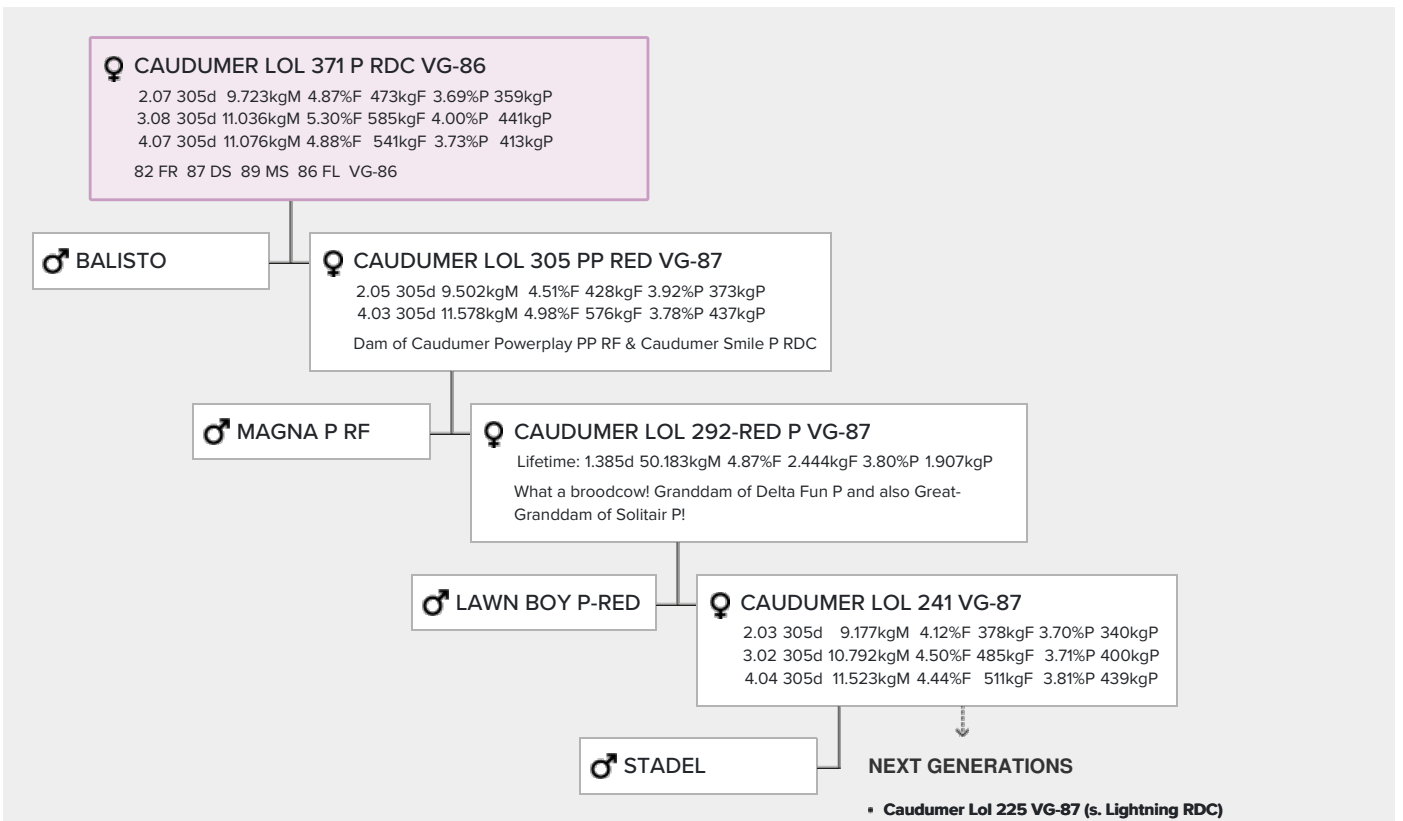 CAUDUMER LOL 371 P RDC VG-86
2.07 305d 9.723kgM 4.87%F 473kgF 3.69%P 359kgP
3.08 305d 11.036kgM 5.30%F 585kgF 4.00%P 441kgP
4.07 305d 11.076kgM 4.88%F 541kgF 3.73%P 413kgP
82 FR 87 DS 89 MS 86 FL VG-86
BALISTO
CAUDUMER LOL 305 PP RED VG-87
2.05 305d 9.502kgM 4.51%F 428kgF 3.92%P 373kgP
4.03 305d 11.578kgM 4.98%F 576kgF 3.78%P 437kgP
Dam of Caudumer Powerplay PP RF & Caudumer Smile P RDC
MAGNA P RF
CAUDUMER LOL 292-RED P VG-87
Lifetime: 1.385d 50.183kgM 4.87%F 2.444kgF 3.80%P 1.907kgP
What a broodcow! Granddam of Delta Fun P and also Great-
Granddam of Solitair P!
LAWN BOY P-RED
CAUDUMER LOL 241 VG-87
2.03 305d 9.177kgM 4.12%F 378kgF 3.70%P 340kgP
3.02 305d 10.792kgM 4.50%F 485kgF 3.71%P 400kgP
4.04 305d 11.523kgM 4.44%F 511kgF 3.81%P 439kgP
STADEL
NEXT GENERATIONS
• Caudumer Lol 225 VG-87 (s. Lightning RDC)